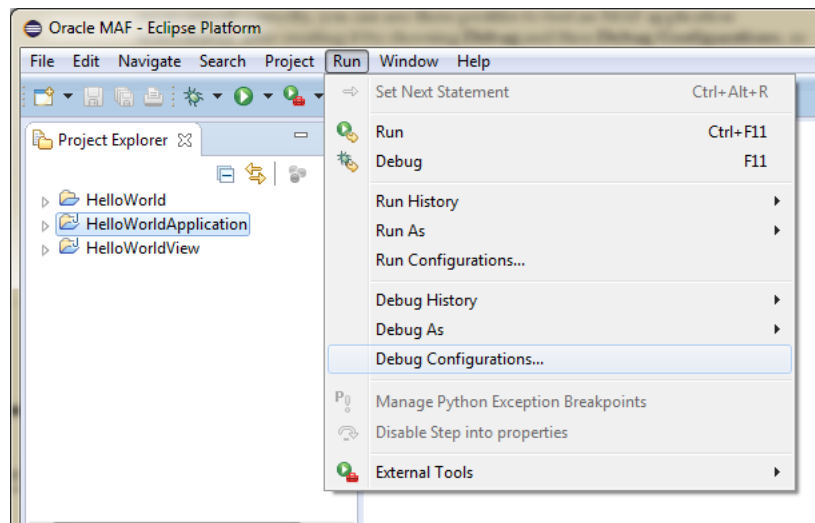 Oracle MAF - Eclipse Platform
File Edit Navigate Search Project Run Window Help
Project Explorer
HelloWorld
HelloWorldApplication
HelloWorldView
Set Next Statement Ctrl+Alt+R
Run Ctrl+F11
Debug F11
Run History
Run As
Run Configurations...
Debug History
Debug As
Debug Configurations...
Manage Python Exception Breakpoints
Disable Step into properties
External Tools